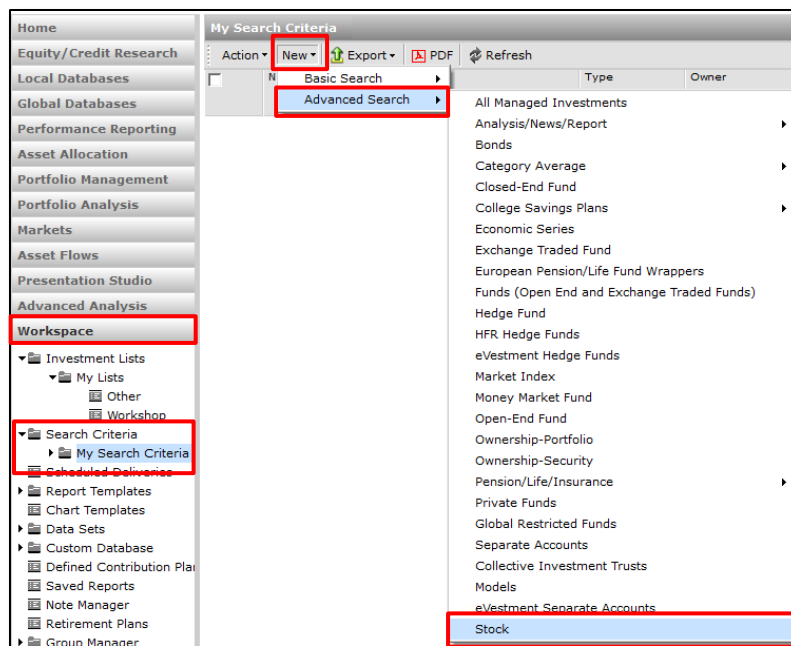 Home
Equity/Credit Research
Local Databases
Global Databases
Performance Reporting
Asset Allocation
Portfolio Management
Portfolio Analysis
Markets
Asset Flows
Presentation Studio
Advanced Analysis
Workspace
Investment Lists
My Lists
Other
Workshop
Search Criteria
My Search Criteria
Scheduled Deliveries
Report Templates
Chart Templates
Data Sets
Custom Database
Defined Contribution Pla
Saved Reports
Note Manager
Retirement Plans
Group Manager
My Search Criteria
Action New Export PDF Refresh
N Type Owner
Basic Search
Advanced Search
All Managed Investments
Analysis/News/Report
Bonds
Category Average
Closed-End Fund
College Savings Plans
Economic Series
Exchange Traded Fund
European Pension/Life Fund Wrappers
Funds (Open End and Exchange Traded Funds)
Hedge Fund
HFR Hedge Funds
eVestment Hedge Funds
Market Index
Money Market Fund
Open-End Fund
Ownership-Portfolio
Ownership-Security
Pension/Life/Insurance
Private Funds
Global Restricted Funds
Separate Accounts
Collective Investment Trusts
Models
eVestment Separate Accounts
Stock